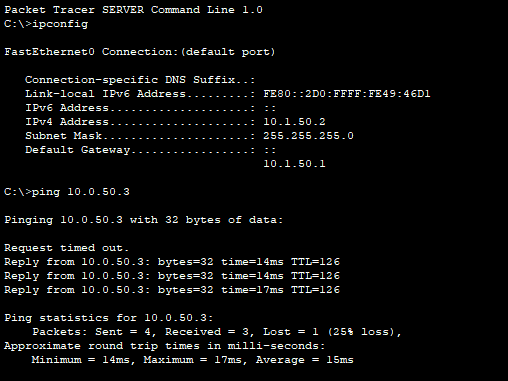 Packet Tracer SERVER Command Line 1.0
C:\>ipconfig

FastEthernet0 Connection:(default port)

   Connection-specific DNS Suffix..:
   Link-local IPv6 Address.........: FE80::2D0:FFFF:FE49:46D1
   IPv6 Address....................: ::
   IPv4 Address....................: 10.1.50.2
   Subnet Mask.....................: 255.255.255.0
   Default Gateway.................: ::
                                     10.1.50.1

C:\>ping 10.0.50.3

Pinging 10.0.50.3 with 32 bytes of data:

Request timed out.
Reply from 10.0.50.3: bytes=32 time=14ms TTL=126
Reply from 10.0.50.3: bytes=32 time=14ms TTL=126
Reply from 10.0.50.3: bytes=32 time=17ms TTL=126

Ping statistics for 10.0.50.3:
    Packets: Sent = 4, Received = 3, Lost = 1 (25% loss),
Approximate round trip times in milli-seconds:
    Minimum = 14ms, Maximum = 17ms, Average = 15ms